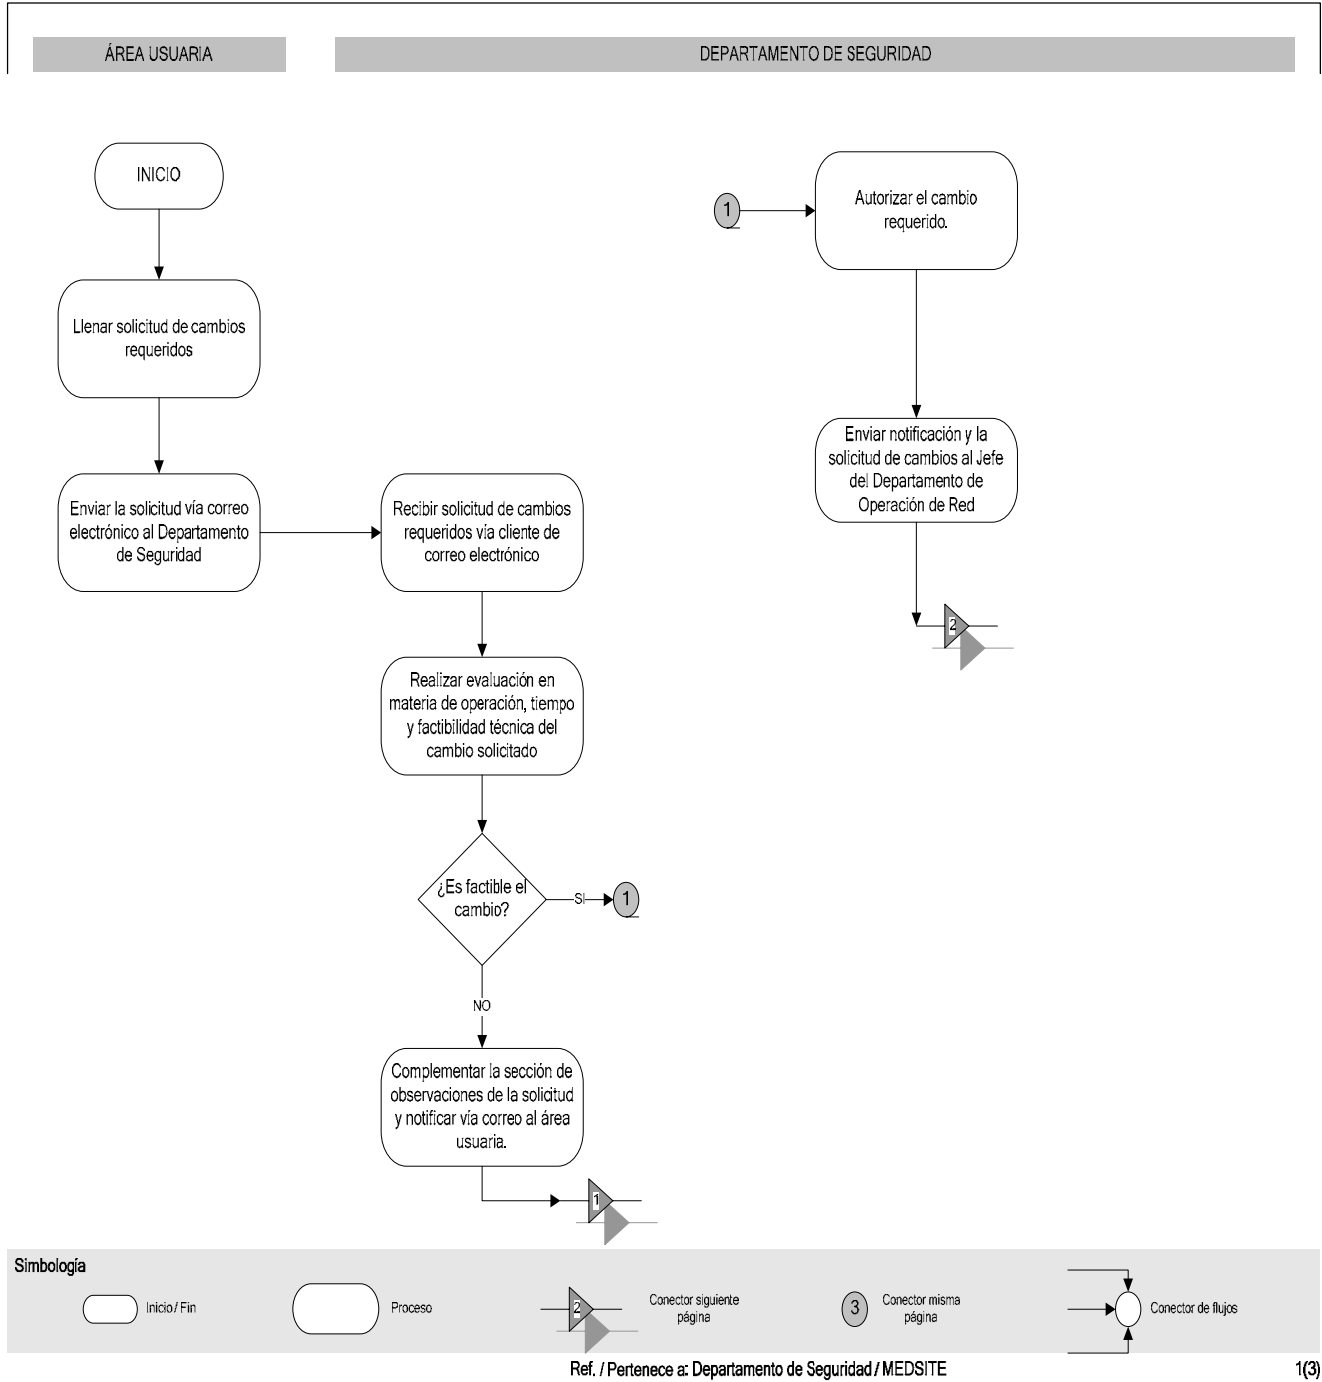 ÁREA USUARIA
DEPARTAMENTO DE SEGURIDAD
INICIO
Llenar solicitud de cambios
requeridos
Enviar la solicitud vía correo
electrónico al Departamento
de Seguridad
Recibir solicitud de cambios
requeridos vía cliente de
correo electrónico
Realizar evaluación en
materia de operación, tiempo
y factibilidad técnica del
cambio solicitado
¿Es factible el
cambio?
SI
1
NO
Complementar la sección de
observaciones de la solicitud
y notificar vía correo al área
usuaria.
1
1
Autorizar el cambio
requerido.
Enviar notificación y la
solicitud de cambios al Jefe
del Departamento de
Operación de Red
2
Simbología
Inicio / Fin
Proceso
2
Conector siguiente
página
3
Conector misma
página
Conector de flujos
Ref. / Pertenece a: Departamento de Seguridad / MEDSITE
1(3)